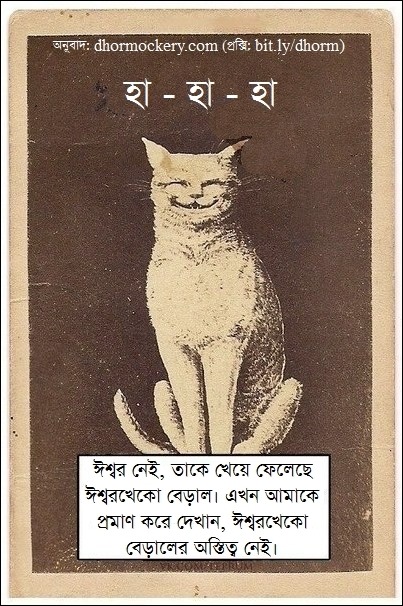 অনুবাদ: dhormockery.com (প্রক্সি: bit.ly/dhorm)
হা - হা - হা
ঈশ্বর নেই, তাকে খেয়ে ফেলেছে
ঈশ্বরখেকো বেড়াল। এখন আমাকে
প্রমাণ করে দেখান, ঈশ্বরখেকো
বেড়ালের অস্তিত্ব নেই।